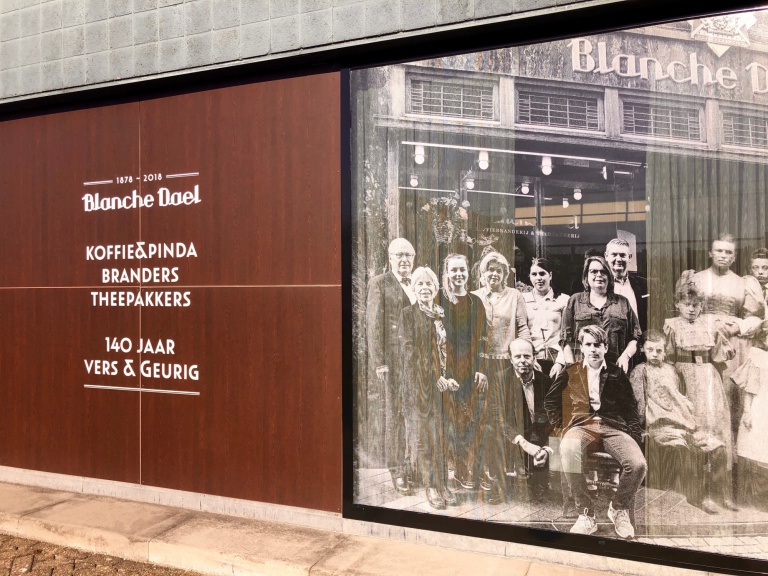 1878 - 2018
Blanche Dael
KOFFIE&PINDA
BRANDERS
THEEPAKKERS
140 JAAR
VERS & GEURIG
Blanche D